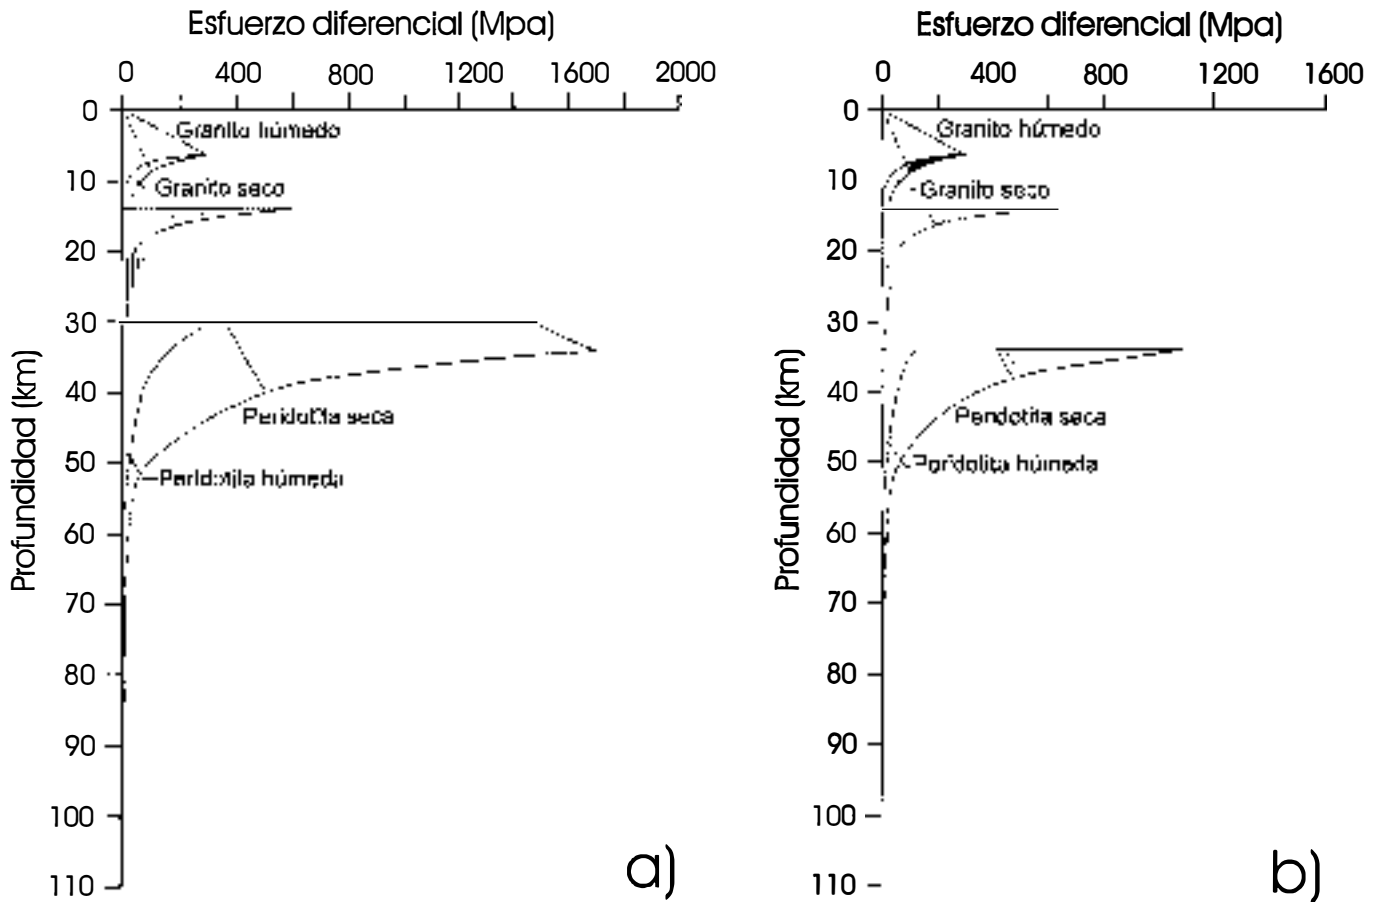 Esfuerzo diferencial (Mpa)
0 400 800 1200 1600 2000
0
10
20
30
40
50
60
70
80
90
100
110
Profundidad (km)
Granito húmedo
Granito seco
Peridotita seca
Peridotita húmeda
a)
Esfuerzo diferencial (Mpa)
0 400 800 1200 1600
0
10
20
30
40
50
60
70
80
90
100
110
Profundidad (km)
Granito húmedo
Granito seco
Peridotita seca
Peridotita húmeda
b)